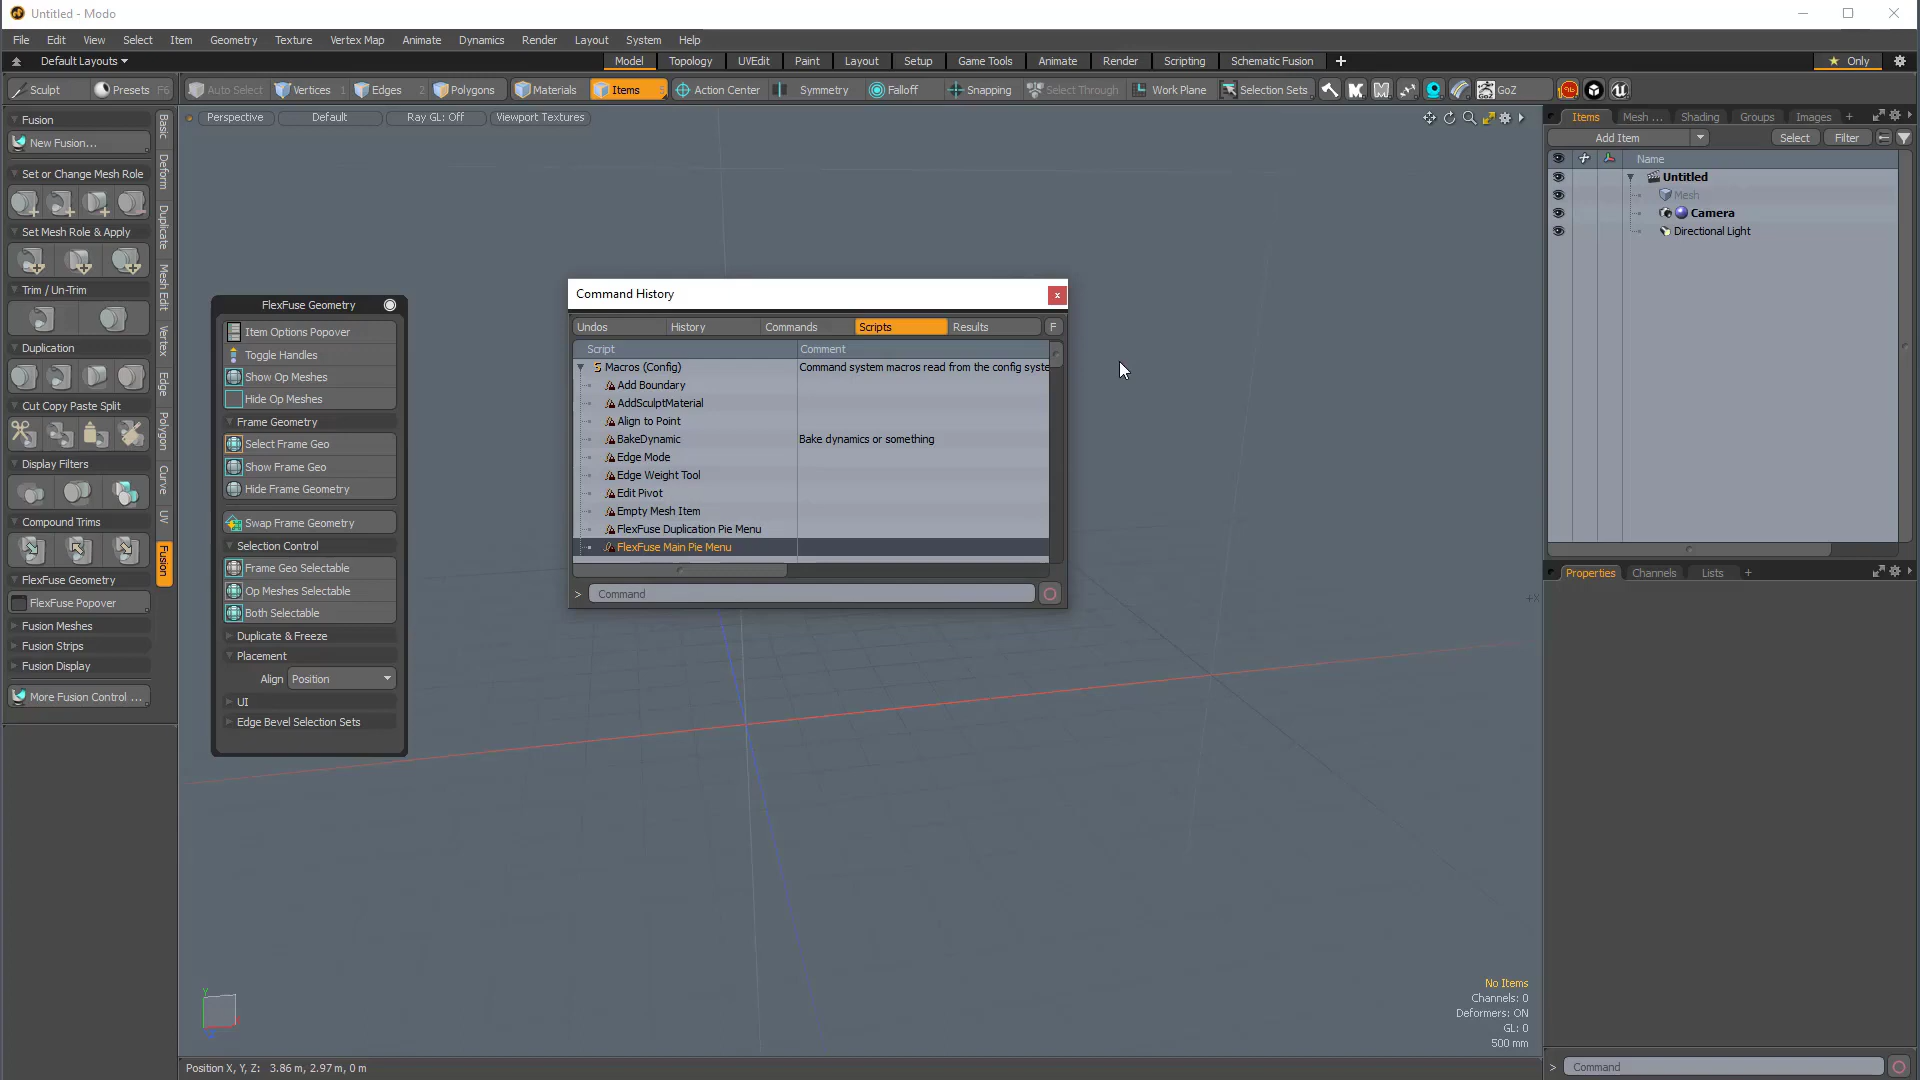 Untitled - Modo
File Edit View Select Item Geometry Texture Vertex Map Animate Dynamics Render Layout System Help
Default Layouts
Model Topology UVEdit Paint Layout Setup Game Tools Animate Render Scripting Schematic Fusion + Only
Sculpt Presets F6 Auto Select Vertices 1 Edges 2 Polygons Materials Items 5 Action Center Symmetry Falloff Snapping Select Through Work Plane Selection Sets GoZ
Fusion
New Fusion...
Set or Change Mesh Role
Set Mesh Role & Apply
Trim / Un-Trim
Duplication
Cut Copy Paste Split
Display Filters
Compound Trims
FlexFuse Geometry
FlexFuse Popover
Fusion Meshes
Fusion Strips
Fusion Display
More Fusion Control ...
Basic
Deform
Duplicate
Mesh Edit
Vertex
Edge
Polygon
Curve
UV
Fusion
Perspective Default Ray GL: Off Viewport Textures
FlexFuse Geometry
Item Options Popover
Toggle Handles
Show Op Meshes
Hide Op Meshes
Frame Geometry
Select Frame Geo
Show Frame Geo
Hide Frame Geometry
Swap Frame Geometry
Selection Control
Frame Geo Selectable
Op Meshes Selectable
Both Selectable
Duplicate & Freeze
Placement
Align Position
UI
Edge Bevel Selection Sets
Command History
x
Undos History Commands Scripts Results F
Script Comment
Macros (Config) Command system macros read from the config syste
Add Boundary
AddSculptMaterial
Align to Point
BakeDynamic Bake dynamics or something
Edge Mode
Edge Weight Tool
Edit Pivot
Empty Mesh Item
FlexFuse Duplication Pie Menu
FlexFuse Main Pie Menu
> Command
Items Mesh ... Shading Groups Images +
Add Item Select Filter
Name
Untitled
Mesh
Camera
Directional Light
Properties Channels Lists +
+X
Y
No Items
Channels: 0
Deformers: ON
GL: 0
500 mm
Position X, Y, Z: 3.86 m, 2.97 m, 0 m
> Command